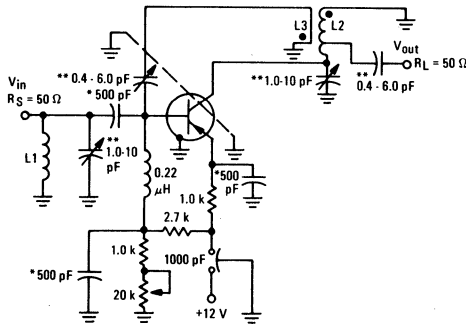 L3
L2
Vin
RS = 50 Ω
** 0.4 - 6.0 pF
* 500 pF
**1.0-10 pF
Vout
RL = 50 Ω
**
0.4-6.0 pF
L1
**
1.0-10
pF
0.22
μH
*500
pF
1.0 k
2.7 k
*500 pF
1.0 k
1000 pF
20 k
+12 V